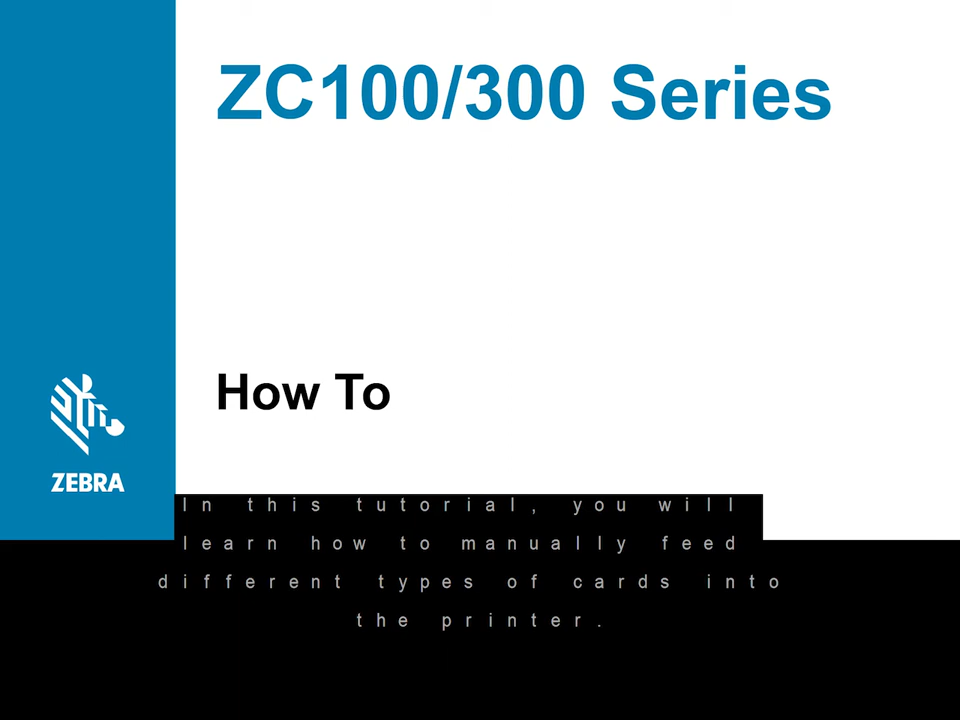 ZC100/300 Series
How To
ZEBRA
In this tutorial, you will
learn how to manually feed
different types of cards into
the printer.